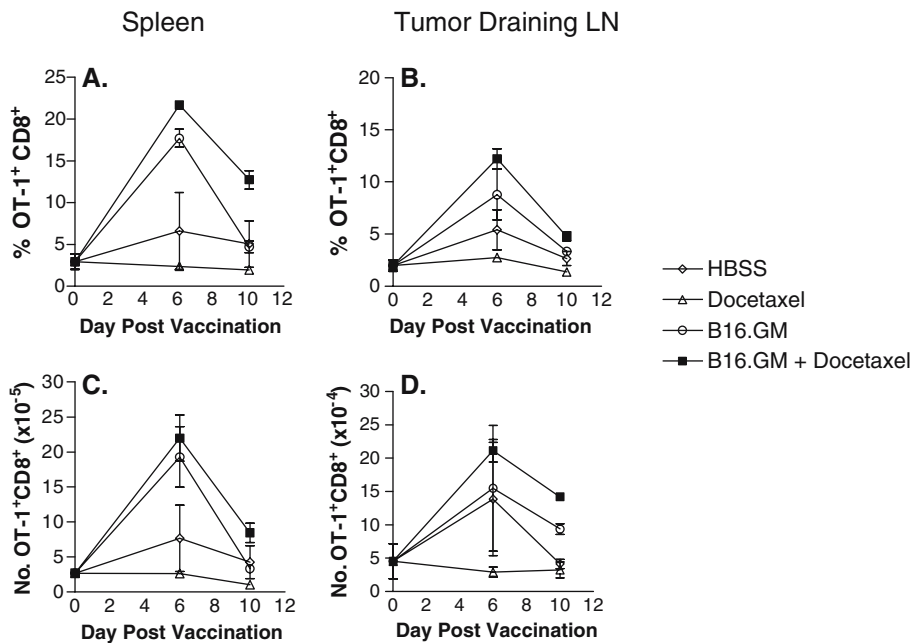 Spleen
Tumor Draining LN
A.
25
20
15
10
5
0
% OT-1+ CD8+
0 2 4 6 8 10 12
Day Post Vaccination
B.
20
15
10
5
0
% OT-1+CD8+
0 2 4 6 8 10 12
Day Post Vaccination
HBSS
Docetaxel
B16.GM
B16.GM + Docetaxel
C.
30
25
20
15
10
5
0
No. OT-1+CD8+ (x10-5)
0 2 4 6 8 10 12
Day Post Vaccination
D.
30
25
20
15
10
5
0
No. OT-1+CD8+ (x10-4)
0 2 4 6 8 10 12
Day Post Vaccination